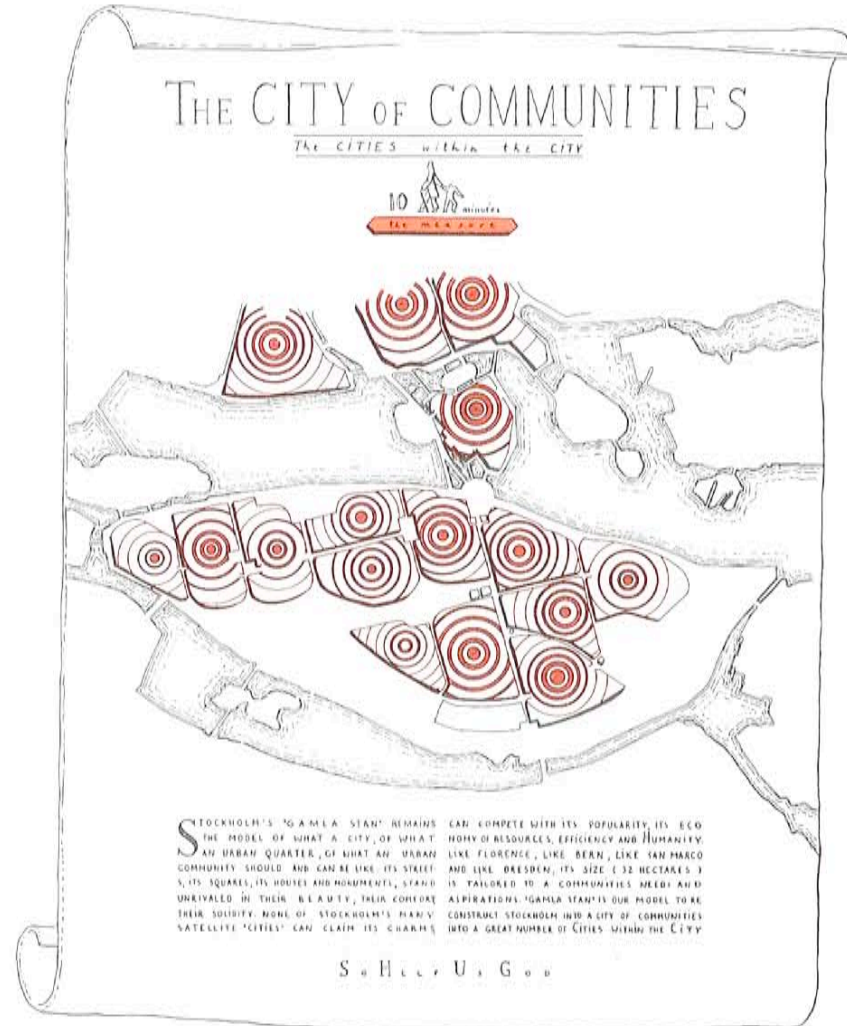 THE CITY OF COMMUNITIES
The CITIES within the CITY
10 minutes
the measure
STOCKHOLM'S "GAMLA STAN" REMAINS
THE MODEL OF WHAT A CITY, OF WHAT
AN URBAN QUARTER, OF WHAT AN URBAN
COMMUNITY SHOULD AND CAN BE LIKE. ITS STREET-
S, ITS SQUARES, ITS HOUSES AND MONUMENTS, STAND
UNRIVALED IN THEIR BEAUTY, THEIR COMFORT
THEIR SOLIDITY. NONE OF STOCKHOLM'S MANY
SATELLITE "CITIES" CAN CLAIM ITS CHARMS,
CAN COMPETE WITH ITS POPULARITY, ITS ECO
NOMY OF RESOURCES, EFFICIENCY AND HUMANITY.
LIKE FLORENCE, LIKE BERN, LIKE SAN MARCO
AND LIKE DRESDEN, ITS SIZE (32 HECTARES)
IS TAILORED TO A COMMUNITIES NEEDS AND
ASPIRATIONS. "GAMLA STAN" IS OUR MODEL TO RE
CONSTRUCT STOCKHOLM INTO A CITY OF COMMUNITIES
INTO A GREAT NUMBER OF CITIES WITHIN THE CITY
SO HELP US GOD